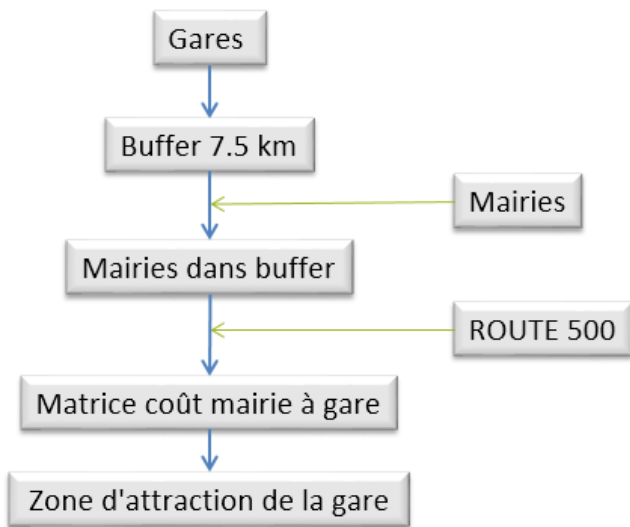 Gares
Buffer 7.5 km
Mairies
Mairies dans buffer
ROUTE 500
Matrice coût mairie à gare
Zone d'attraction de la gare